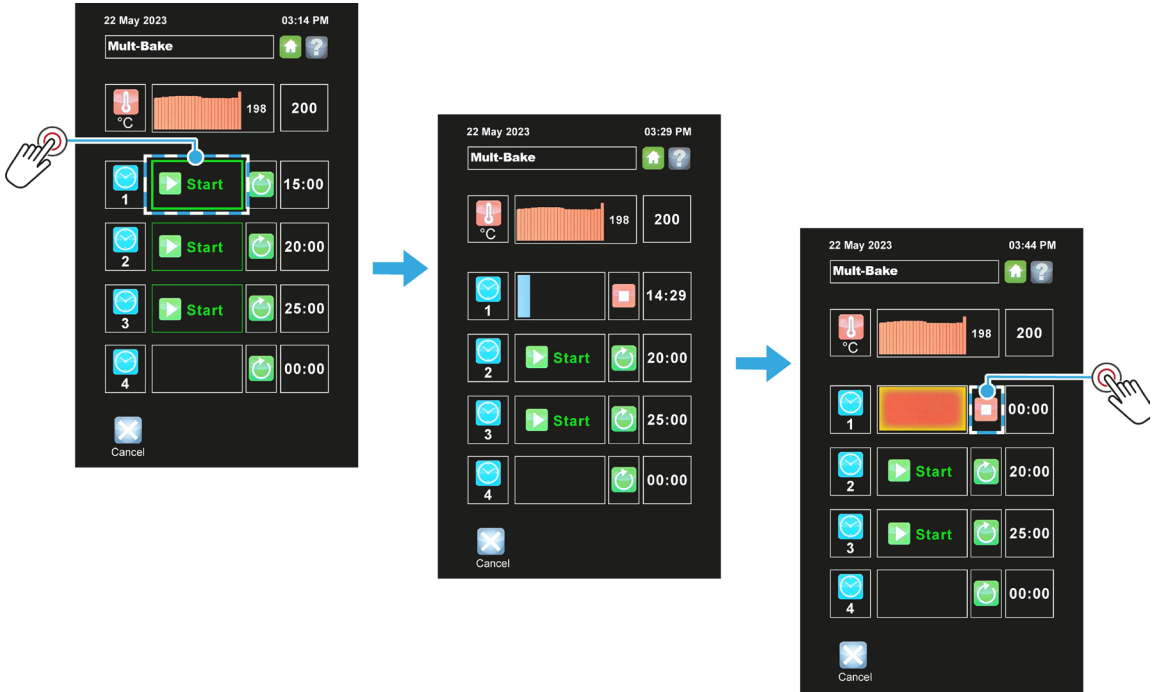 22 May 2023 03:14 PM
Mult-Bake ?
°C 198 200
1 Start 15:00
2 Start 20:00
3 Start 25:00
4 00:00
Cancel
22 May 2023 03:29 PM
Mult-Bake ?
°C 198 200
1 14:29
2 Start 20:00
3 Start 25:00
4 00:00
Cancel
22 May 2023 03:44 PM
Mult-Bake ?
°C 198 200
1 00:00
2 Start 20:00
3 Start 25:00
4 00:00
Cancel